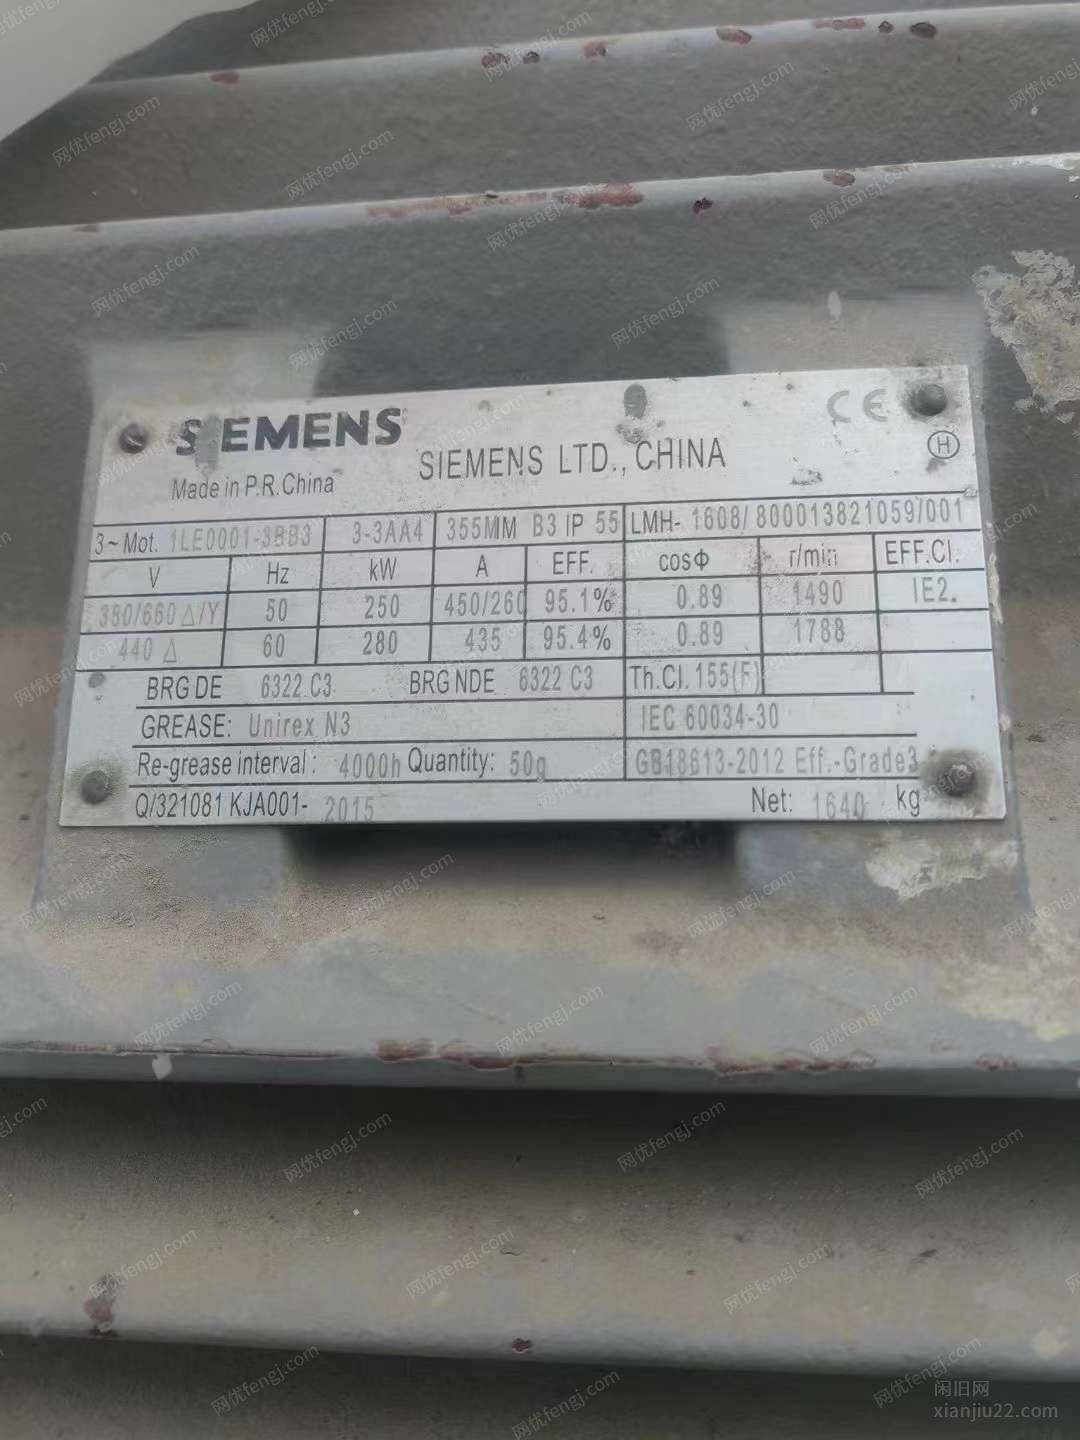 SIEMENS
CE
SIEMENS LTD., CHINA
H
Made in P.R.China
3~Mot. 1LE0001-3BB3 3-3AA4 355MM B3 IP 55 LMH- 1608/800013821059/001
V Hz kW A EFF. cosΦ r/min EFF.Cl.
380/660 △/Y 50 250 450/260 95.1% 0.89 1490 IE2.
440 △ 60 280 435 95.4% 0.89 1788
BRG DE 6322 C3 BRG NDE 6322 C3 Th.Cl. 155(F)
GREASE: Unirex N3 IEC 60034-30
Re-grease interval: 4000h Quantity: 50g GB18613-2012 Eff.-Grade3
Q/321081 KJA001- 2015 Net: 1640 kg
闲旧网
xianjiu22.com
网优fengj.com